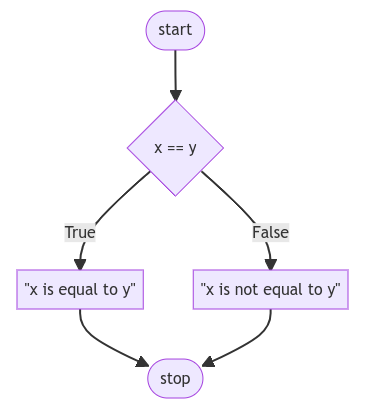 start
x == y
True
False
"x is equal to y"
"x is not equal to y"
stop